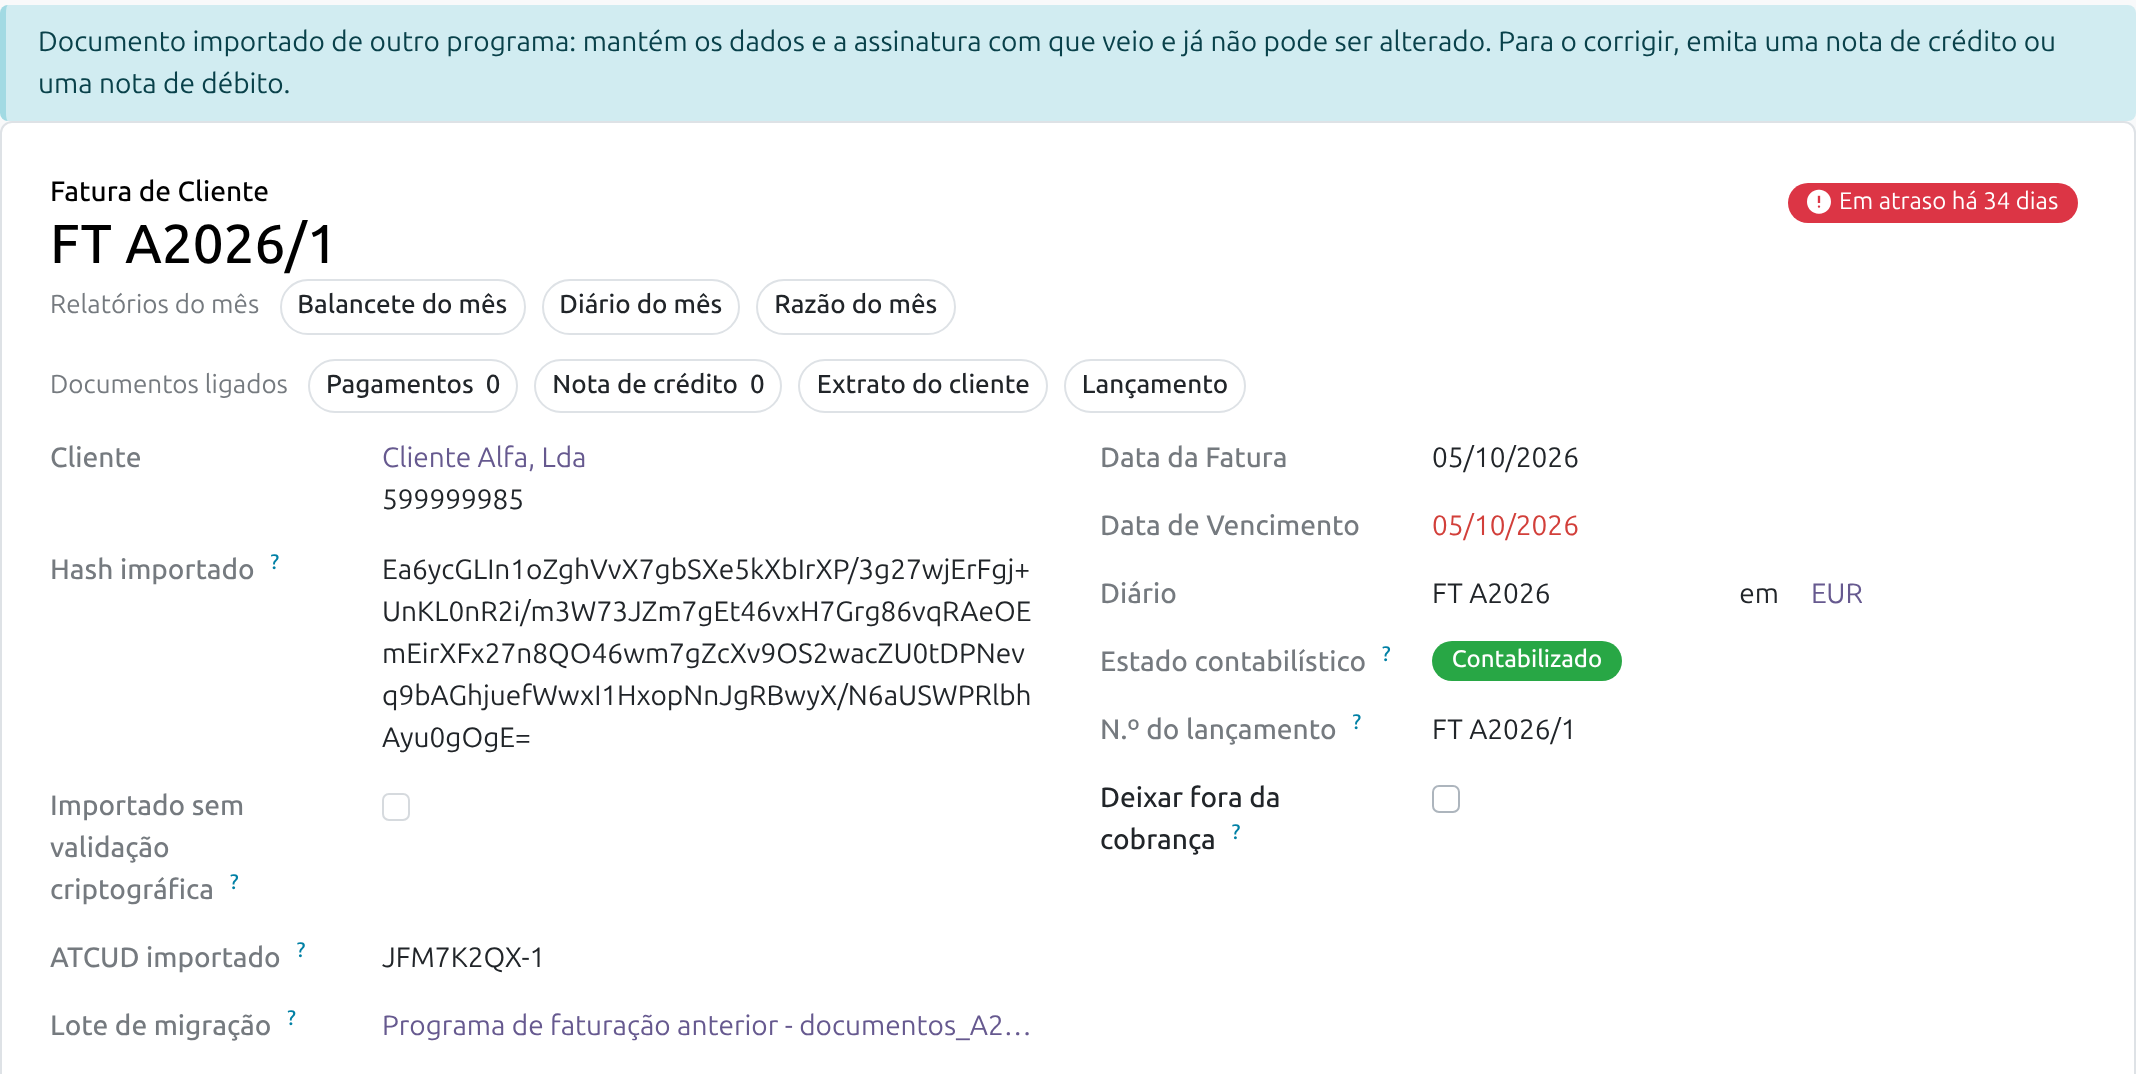 Documento importado de outro programa: mantém os dados e a assinatura com que veio e já não pode ser alterado. Para o corrigir, emita uma nota de crédito ou
uma nota de débito.
Fatura de Cliente
Em atraso há 34 dias
FT A2026/1
Relatórios do mês Balancete do mês Diário do mês Razão do mês
Documentos ligados Pagamentos 0 Nota de crédito 0 Extrato do cliente Lançamento
Cliente Cliente Alfa, Lda
599999985
Hash importado ? Ea6ycGLIn1oZghVvX7gbSXe5kXbIrXP/3g27wjErFgj+
UnKL0nR2i/m3W73JZm7gEt46vxH7Grg86vqRAeOE
mEirXFx27n8QO46wm7gZcXv9OS2wacZU0tDPNev
q9bAGhjuefWwxI1HxopNnJgRBwyX/N6aUSWPRlbh
Ayu0gOgE=
Importado sem
validação
criptográfica ?
ATCUD importado ? JFM7K2QX-1
Lote de migração ? Programa de faturação anterior - documentos_A2...
Data da Fatura 05/10/2026
Data de Vencimento 05/10/2026
Diário FT A2026 em EUR
Estado contabilístico ? Contabilizado
N.º do lançamento ? FT A2026/1
Deixar fora da
cobrança ?